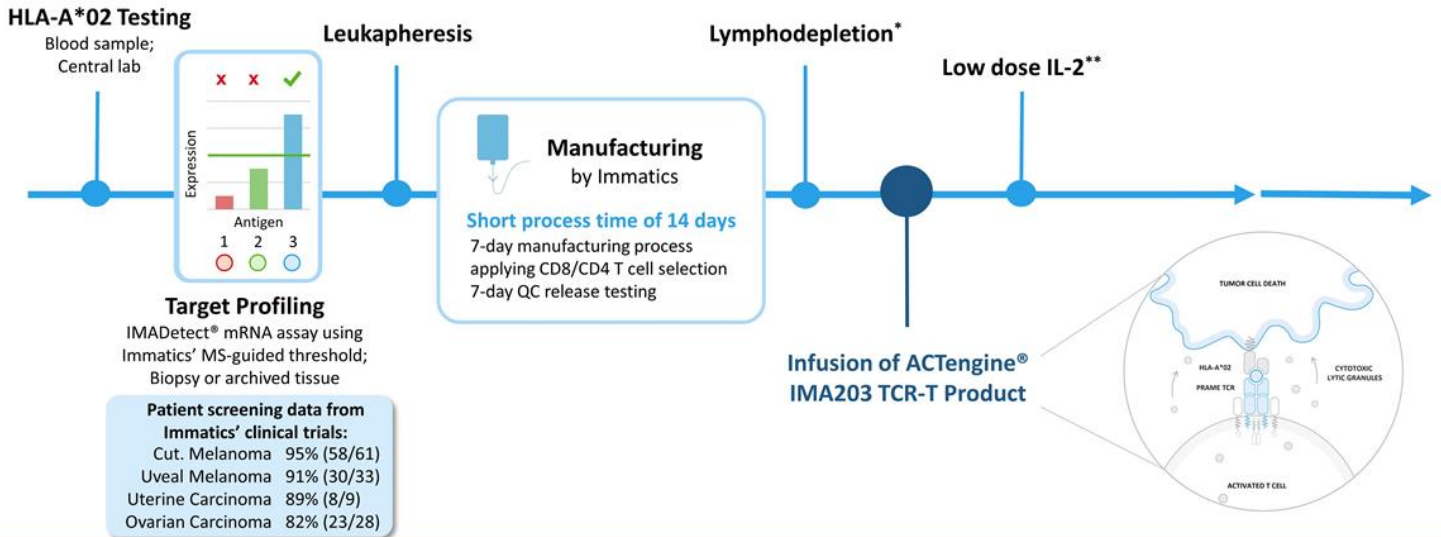 HLA-A*02 Testing
Blood sample;
Central lab
x x
Expression
Antigen
1 2 3
Target Profiling
IMADetect® mRNA assay using
Immatics’ MS-guided threshold;
Biopsy or archived tissue
Patient screening data from
Immatics’ clinical trials:
Cut. Melanoma 95% (58/61)
Uveal Melanoma 91% (30/33)
Uterine Carcinoma 89% (8/9)
Ovarian Carcinoma 82% (23/28)
Leukapheresis
Manufacturing
by Immatics
Short process time of 14 days
7-day manufacturing process
applying CD8/CD4 T cell selection
7-day QC release testing
Lymphodepletion*
Infusion of ACTengine®
IMA203 TCR-T Product
Low dose IL-2**
TUMOR CELL DEATH
HLA-A*02
PRAME TCR
CYTOTOXIC
LYTIC GRANULES
ACTIVATED T CELL